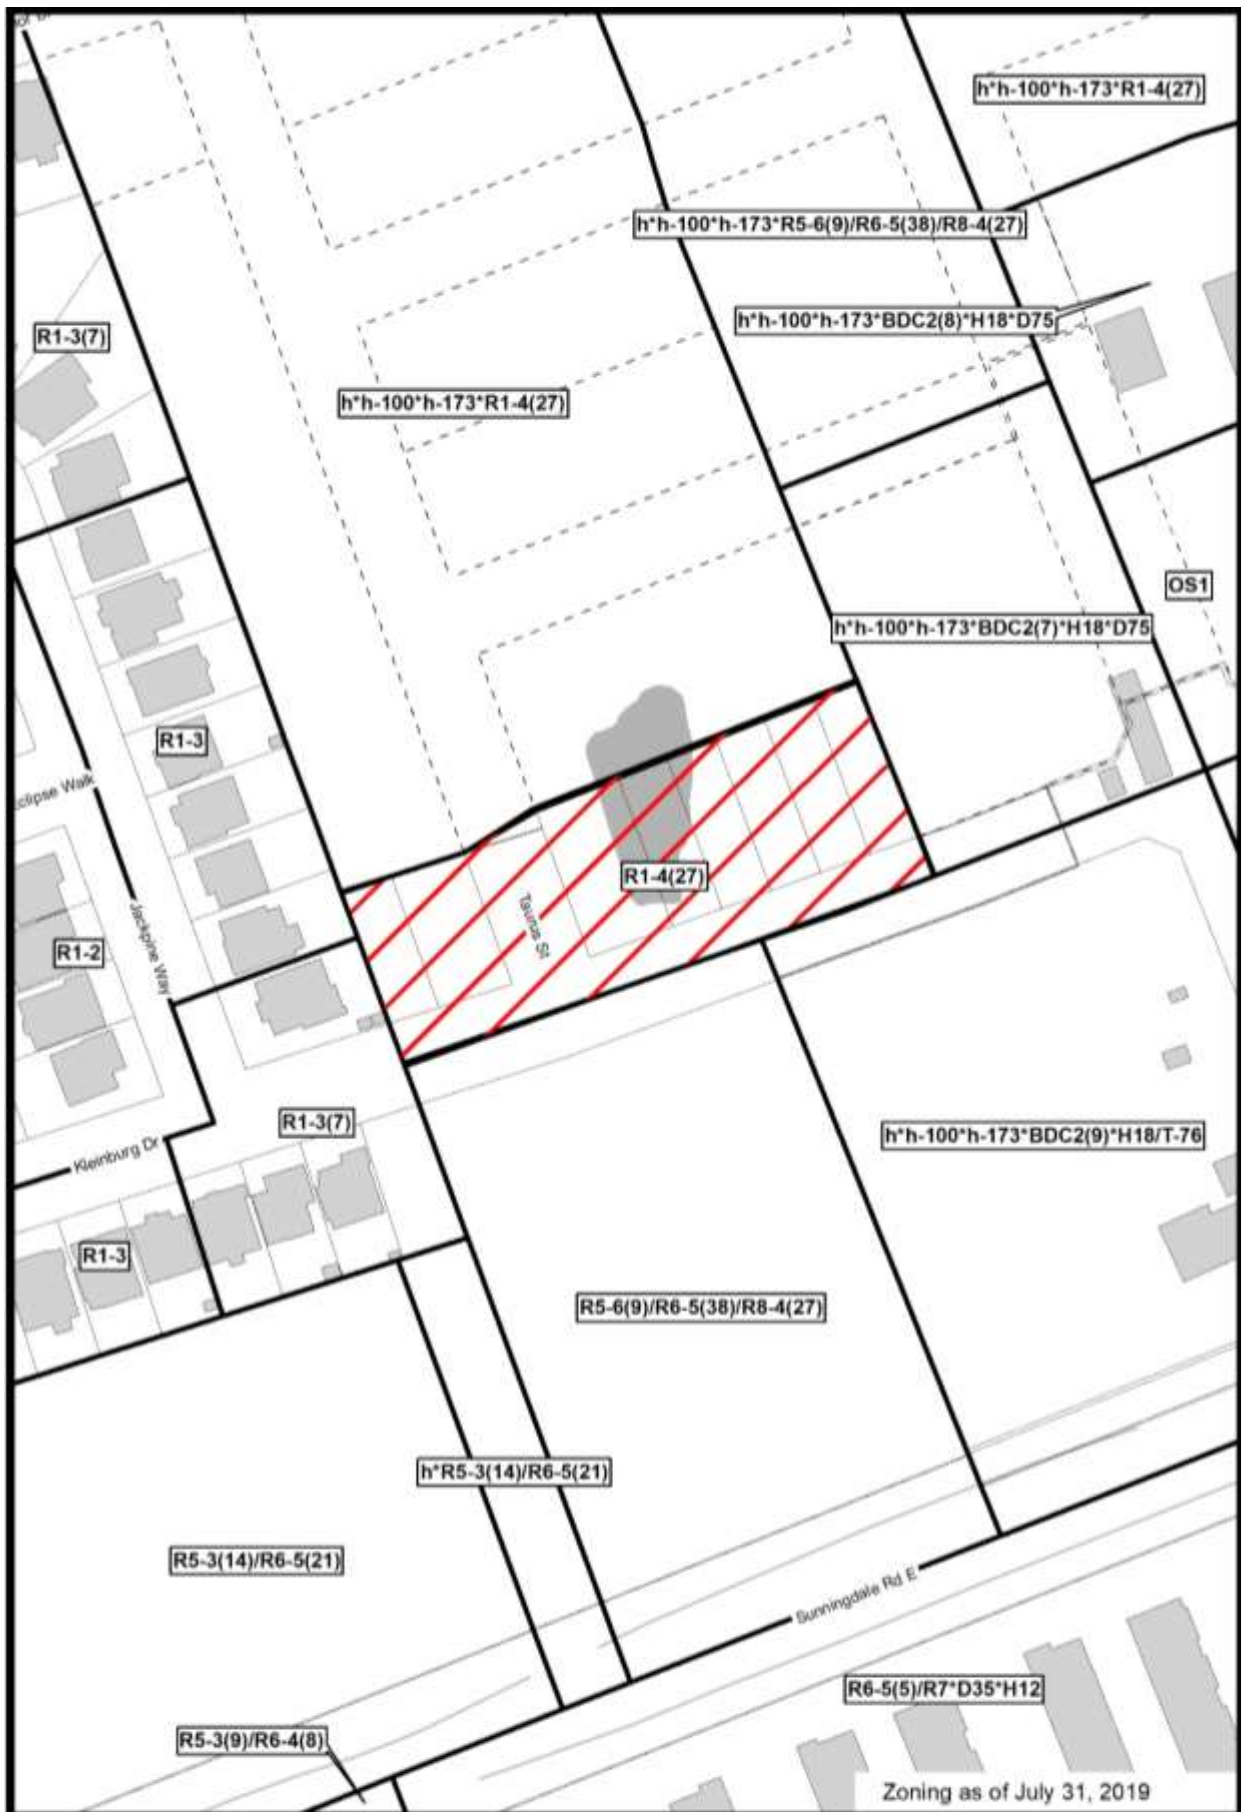 h*h-100*h-173*R1-4(27)
h*h-100*h-173*R5-6(9)/R6-5(38)/R8-4(27)
h*h-100*h-173*BDC2(8)*H18*D75
R1-3(7)
h*h-100*h-173*R1-4(27)
OS1
h*h-100*h-173*BDC2(7)*H18*D75
R1-3
Eclipse Walk
R1-4(27)
Taunus St
Jackpine Way
R1-2
R1-3(7)
h*h-100*h-173*BDC2(9)*H18/T-76
Kleinburg Dr
R1-3
R5-6(9)/R6-5(38)/R8-4(27)
h*R5-3(14)/R6-5(21)
R5-3(14)/R6-5(21)
Sunningdale Rd E
R6-5(5)/R7*D35*H12
R5-3(9)/R6-4(8)
Zoning as of July 31, 2019